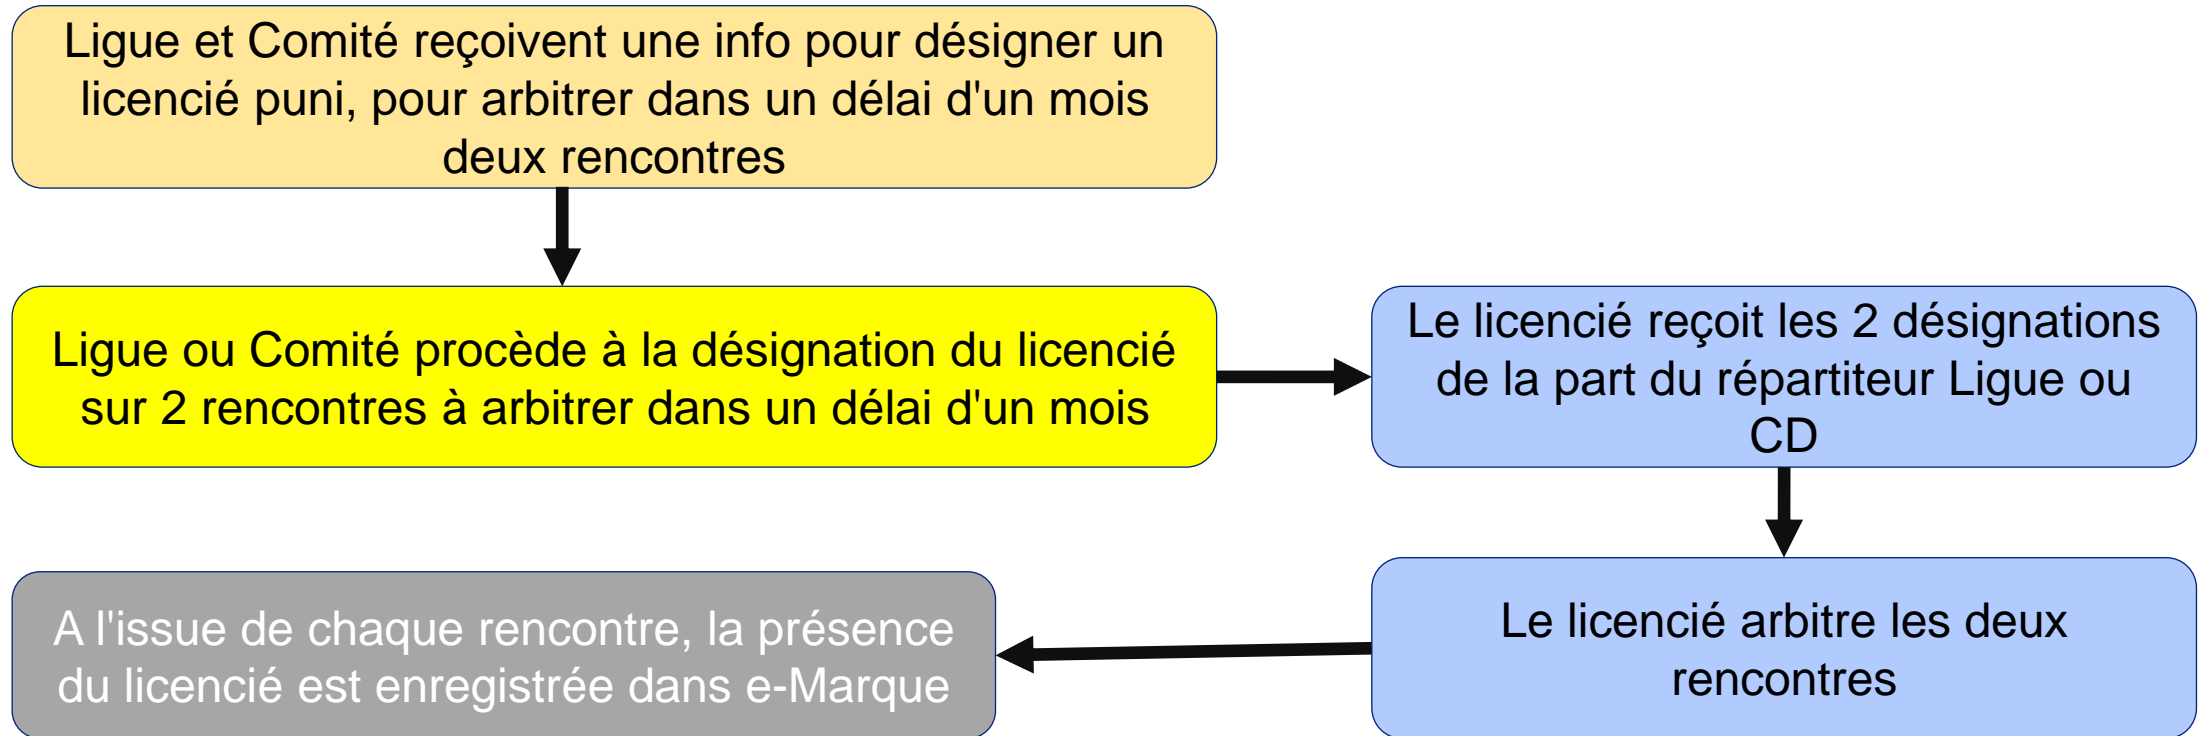 Ligue et Comité reçoivent une info pour désigner un
licencié puni, pour arbitrer dans un délai d'un mois
deux rencontres
Ligue ou Comité procède à la désignation du licencié
sur 2 rencontres à arbitrer dans un délai d'un mois
Le licencié reçoit les 2 désignations
de la part du répartiteur Ligue ou
CD
Le licencié arbitre les deux
rencontres
A l'issue de chaque rencontre, la présence
du licencié est enregistrée dans e-Marque